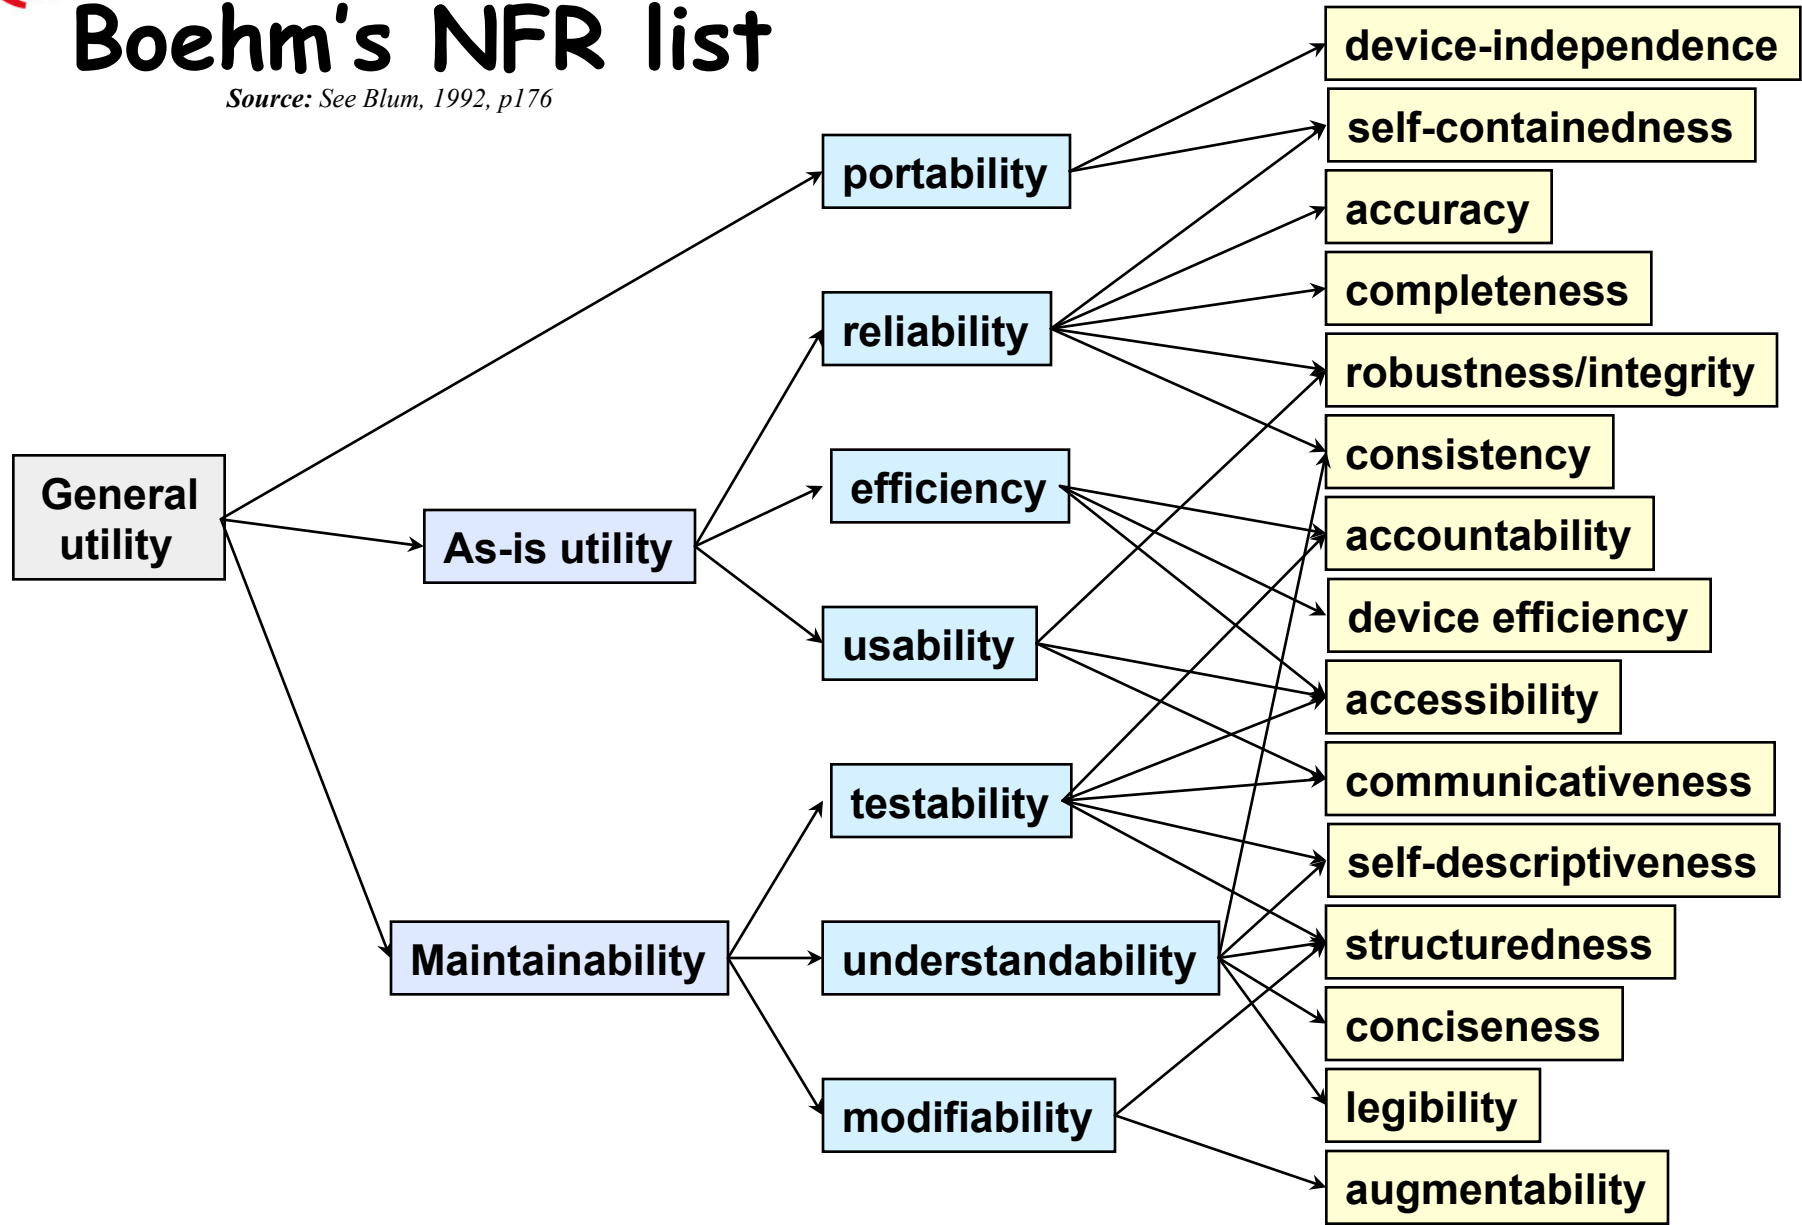 Boehm's NFR list
Source: See Blum, 1992, p176
General
utility
As-is utility
Maintainability
portability
reliability
efficiency
usability
testability
understandability
modifiability
device-independence
self-containedness
accuracy
completeness
robustness/integrity
consistency
accountability
device efficiency
accessibility
communicativeness
self-descriptiveness
structuredness
conciseness
legibility
augmentability